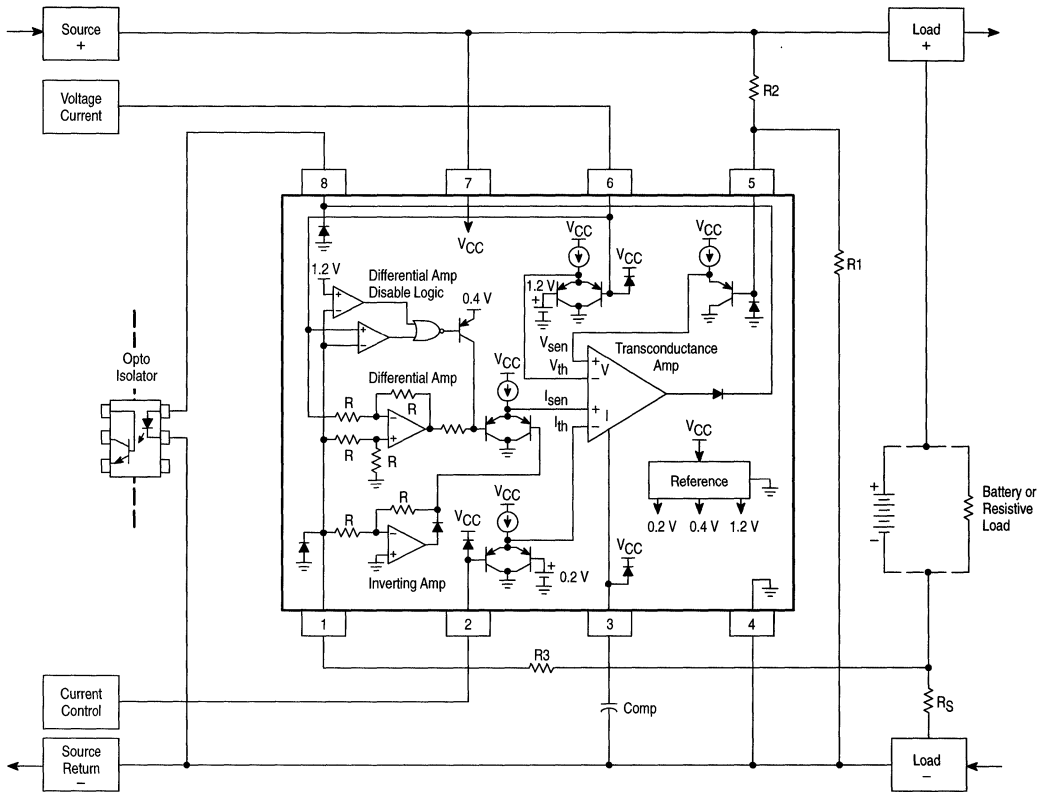 Source
+
Load
+
Voltage
Current
R2
8
7
6
5
VCC
VCC
VCC
VCC
R1
1.2 V
Differential Amp
Disable Logic
0.4 V
1.2 V
+
+
−
+
−
Vsen
Vth
Transconductance
Amp
+
V
−
Opto
Isolator
Differential Amp
VCC
Isen
Ith
+
I
−
R
R
−
+
R
R
VCC
Reference
0.2 V
0.4 V
1.2 V
+
−
Battery or
Resistive
Load
R
R
−
+
VCC
VCC
Inverting Amp
+
0.2 V
VCC
1
2
3
4
R3
Current
Control
Comp
RS
Source
Return
−
Load
−